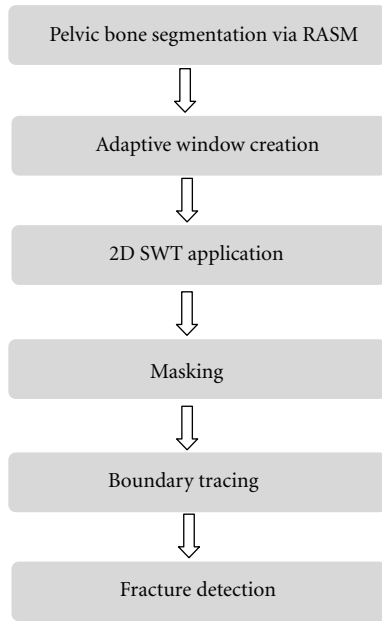 Pelvic bone segmentation via RASM
Adaptive window creation
2D SWT application
Masking
Boundary tracing
Fracture detection